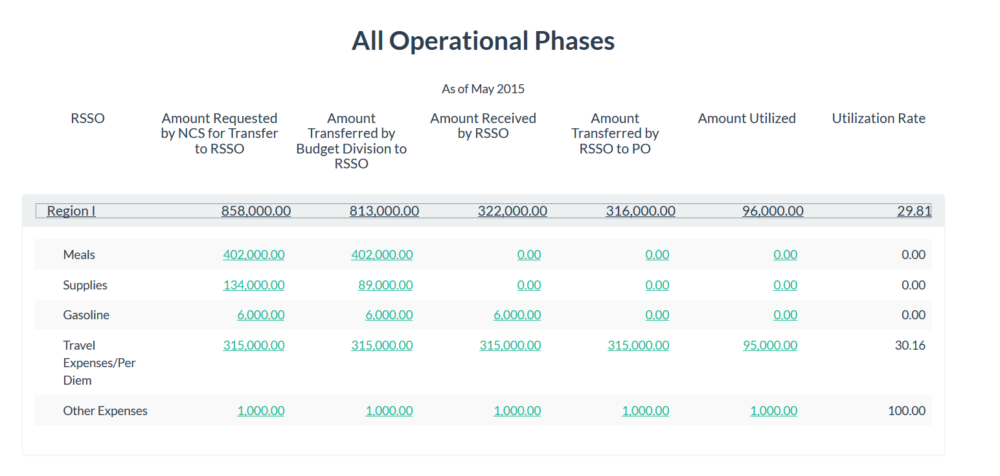 All Operational Phases
As of May 2015
RSSO
Amount Requested
by NCS for Transfer
to RSSO
Amount
Transferred by
Budget Division to
RSSO
Amount Received
by RSSO
Amount
Transferred by
RSSO to PO
Amount Utilized
Utilization Rate
Region I 858,000.00 813,000.00 322,000.00 316,000.00 96,000.00 29.81
Meals 402,000.00 402,000.00 0.00 0.00 0.00 0.00
Supplies 134,000.00 89,000.00 0.00 0.00 0.00 0.00
Gasoline 6,000.00 6,000.00 6,000.00 0.00 0.00 0.00
Travel 315,000.00 315,000.00 315,000.00 315,000.00 95,000.00 30.16
Expenses/Per
Diem
Other Expenses 1,000.00 1,000.00 1,000.00 1,000.00 1,000.00 100.00